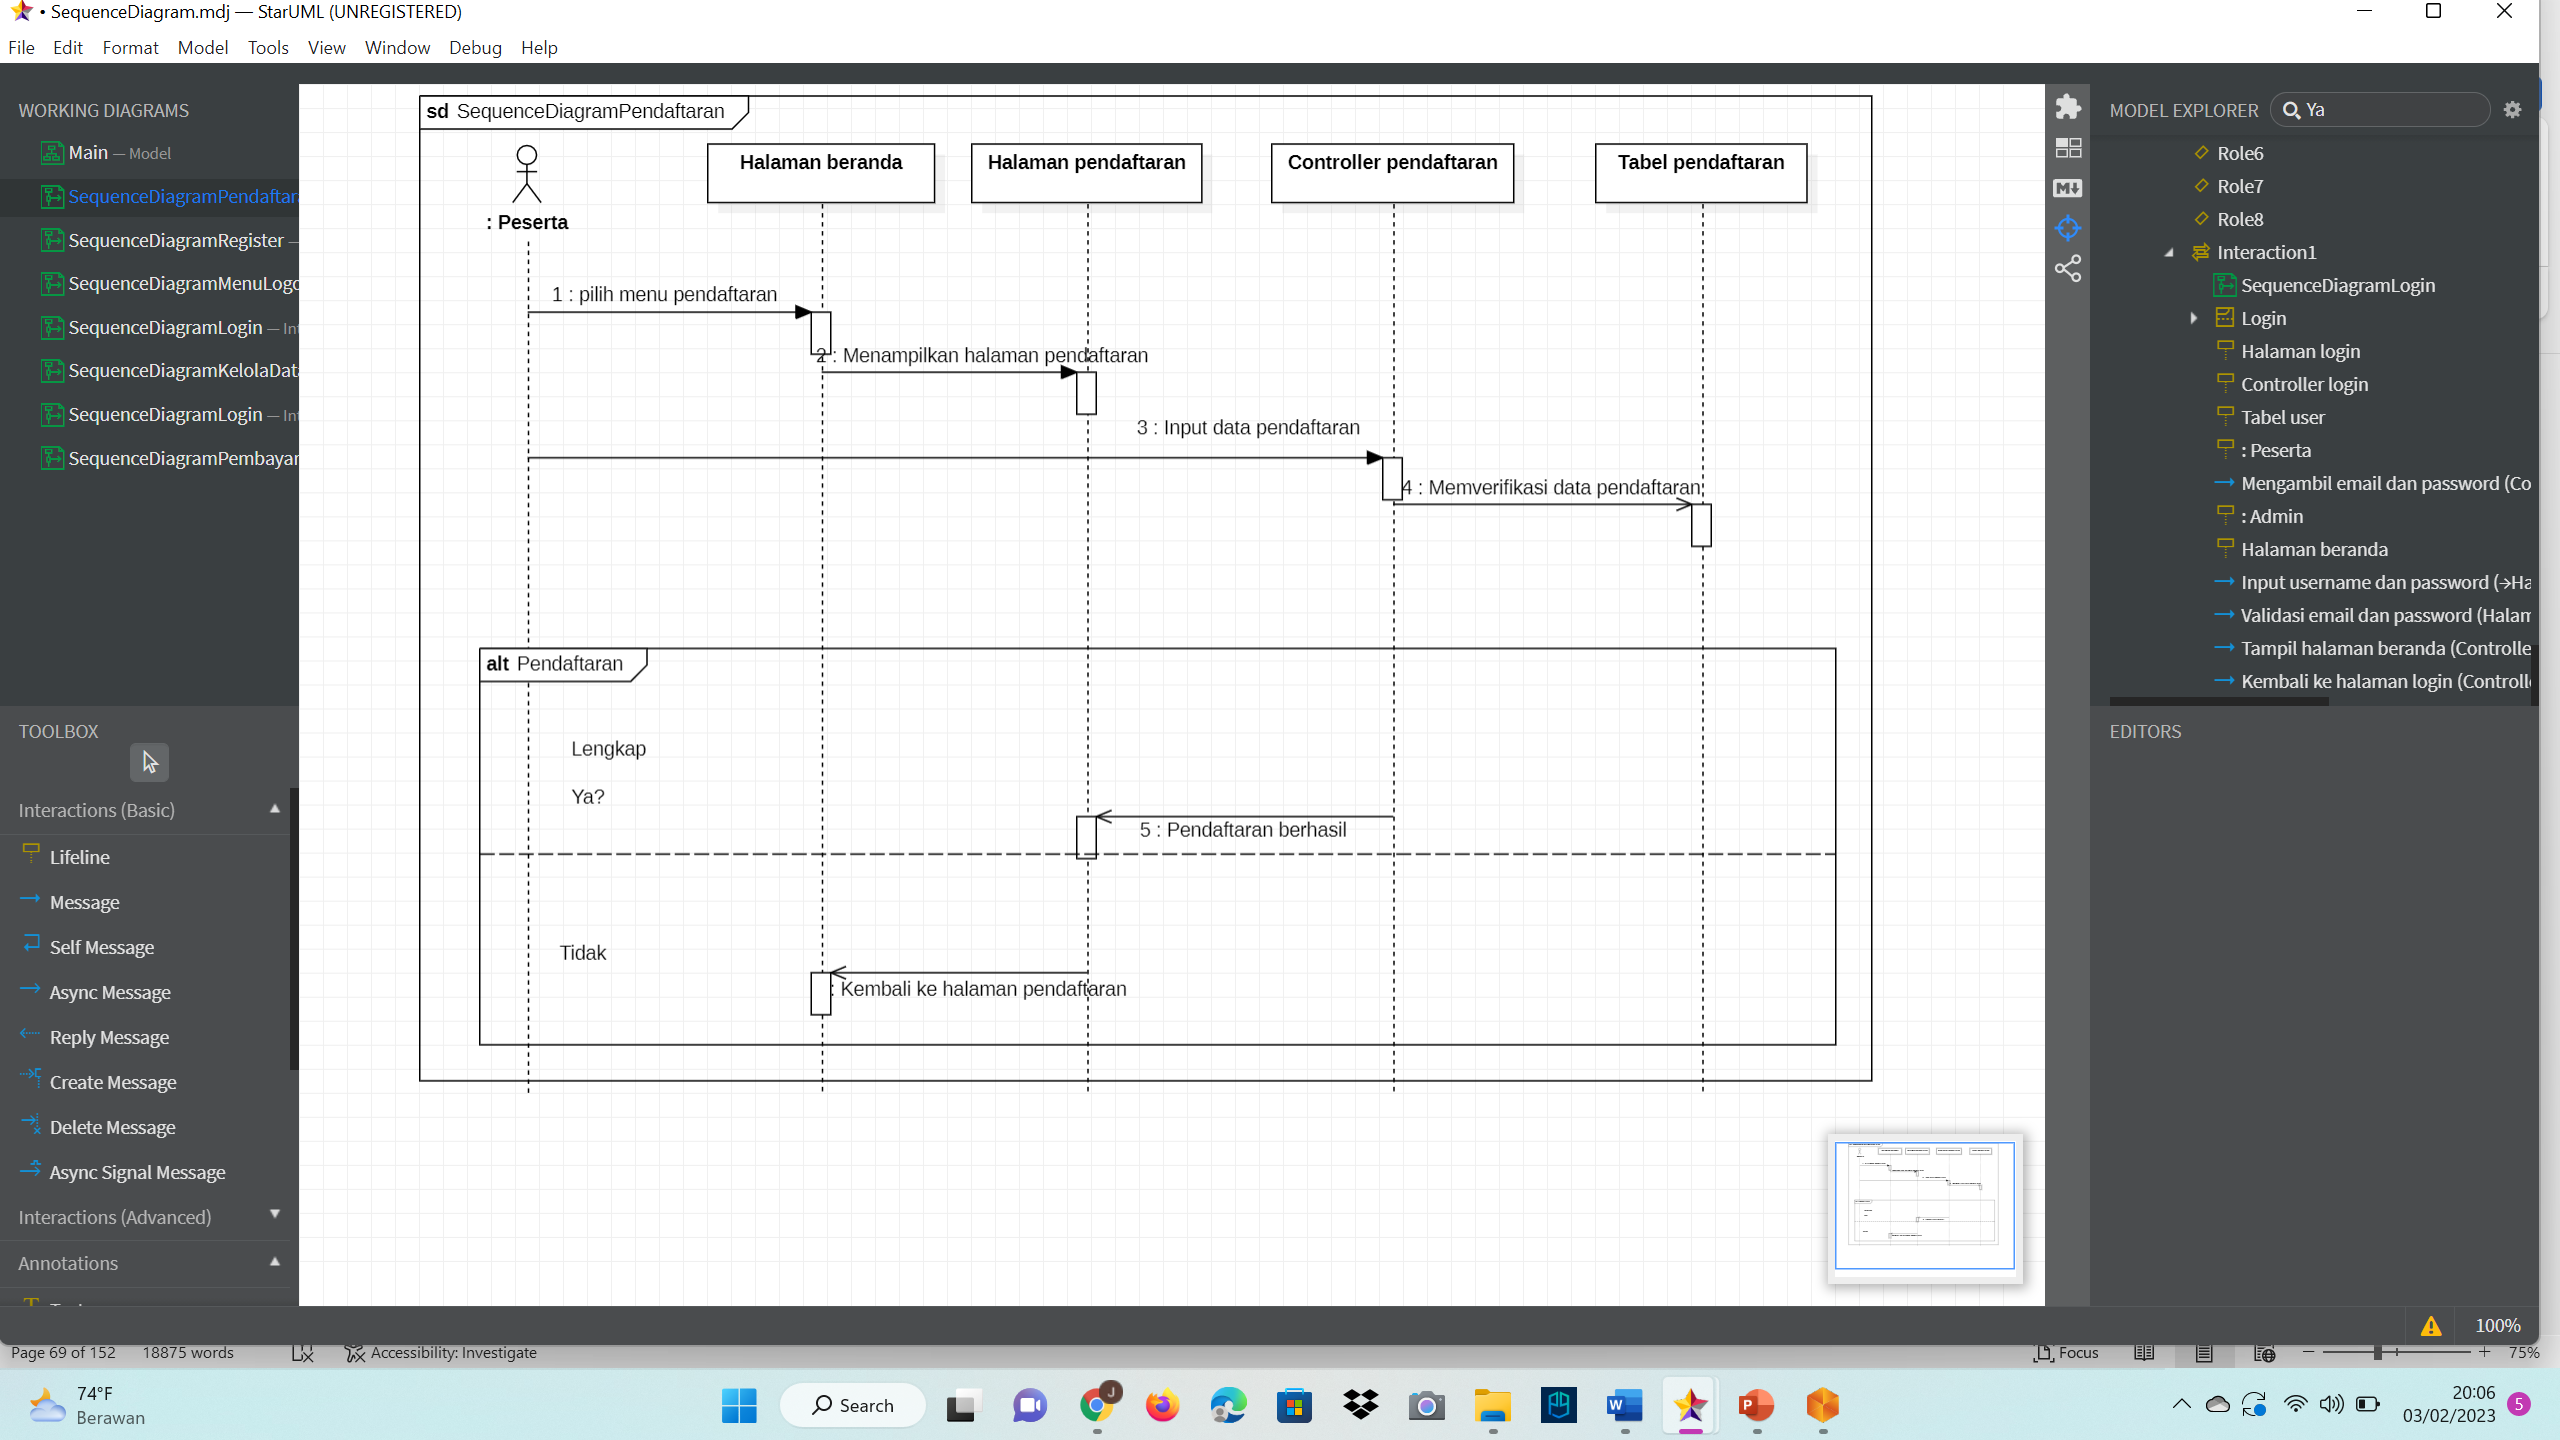 • SequenceDiagram.mdj — StarUML (UNREGISTERED)
File Edit Format Model Tools View Window Debug Help
WORKING DIAGRAMS
Main — Model
SequenceDiagramPendaftar
SequenceDiagramRegister —
SequenceDiagramMenuLogo
SequenceDiagramLogin — Int
SequenceDiagramKelolaData
SequenceDiagramLogin — Int
SequenceDiagramPembayar
TOOLBOX
Interactions (Basic)
Lifeline
Message
Self Message
Async Message
Reply Message
Create Message
Delete Message
Async Signal Message
Interactions (Advanced)
Annotations
sd SequenceDiagramPendaftaran
: Peserta
Halaman beranda
Halaman pendaftaran
Controller pendaftaran
Tabel pendaftaran
1 : pilih menu pendaftaran
2 : Menampilkan halaman pendaftaran
3 : Input data pendaftaran
4 : Memverifikasi data pendaftaran
alt Pendaftaran
Lengkap
Ya?
5 : Pendaftaran berhasil
Tidak
: Kembali ke halaman pendaftaran
MODEL EXPLORER Ya
Role6
Role7
Role8
Interaction1
SequenceDiagramLogin
Login
Halaman login
Controller login
Tabel user
: Peserta
Mengambil email dan password (Co
: Admin
Halaman beranda
Input username dan password (→Ha
Validasi email dan password (Halam
Tampil halaman beranda (Controlle
Kembali ke halaman login (Controll
EDITORS
100%
Page 69 of 152 18875 words Accessibility: Investigate Focus 75%
74°F
Berawan
Search
20:06
03/02/2023
5